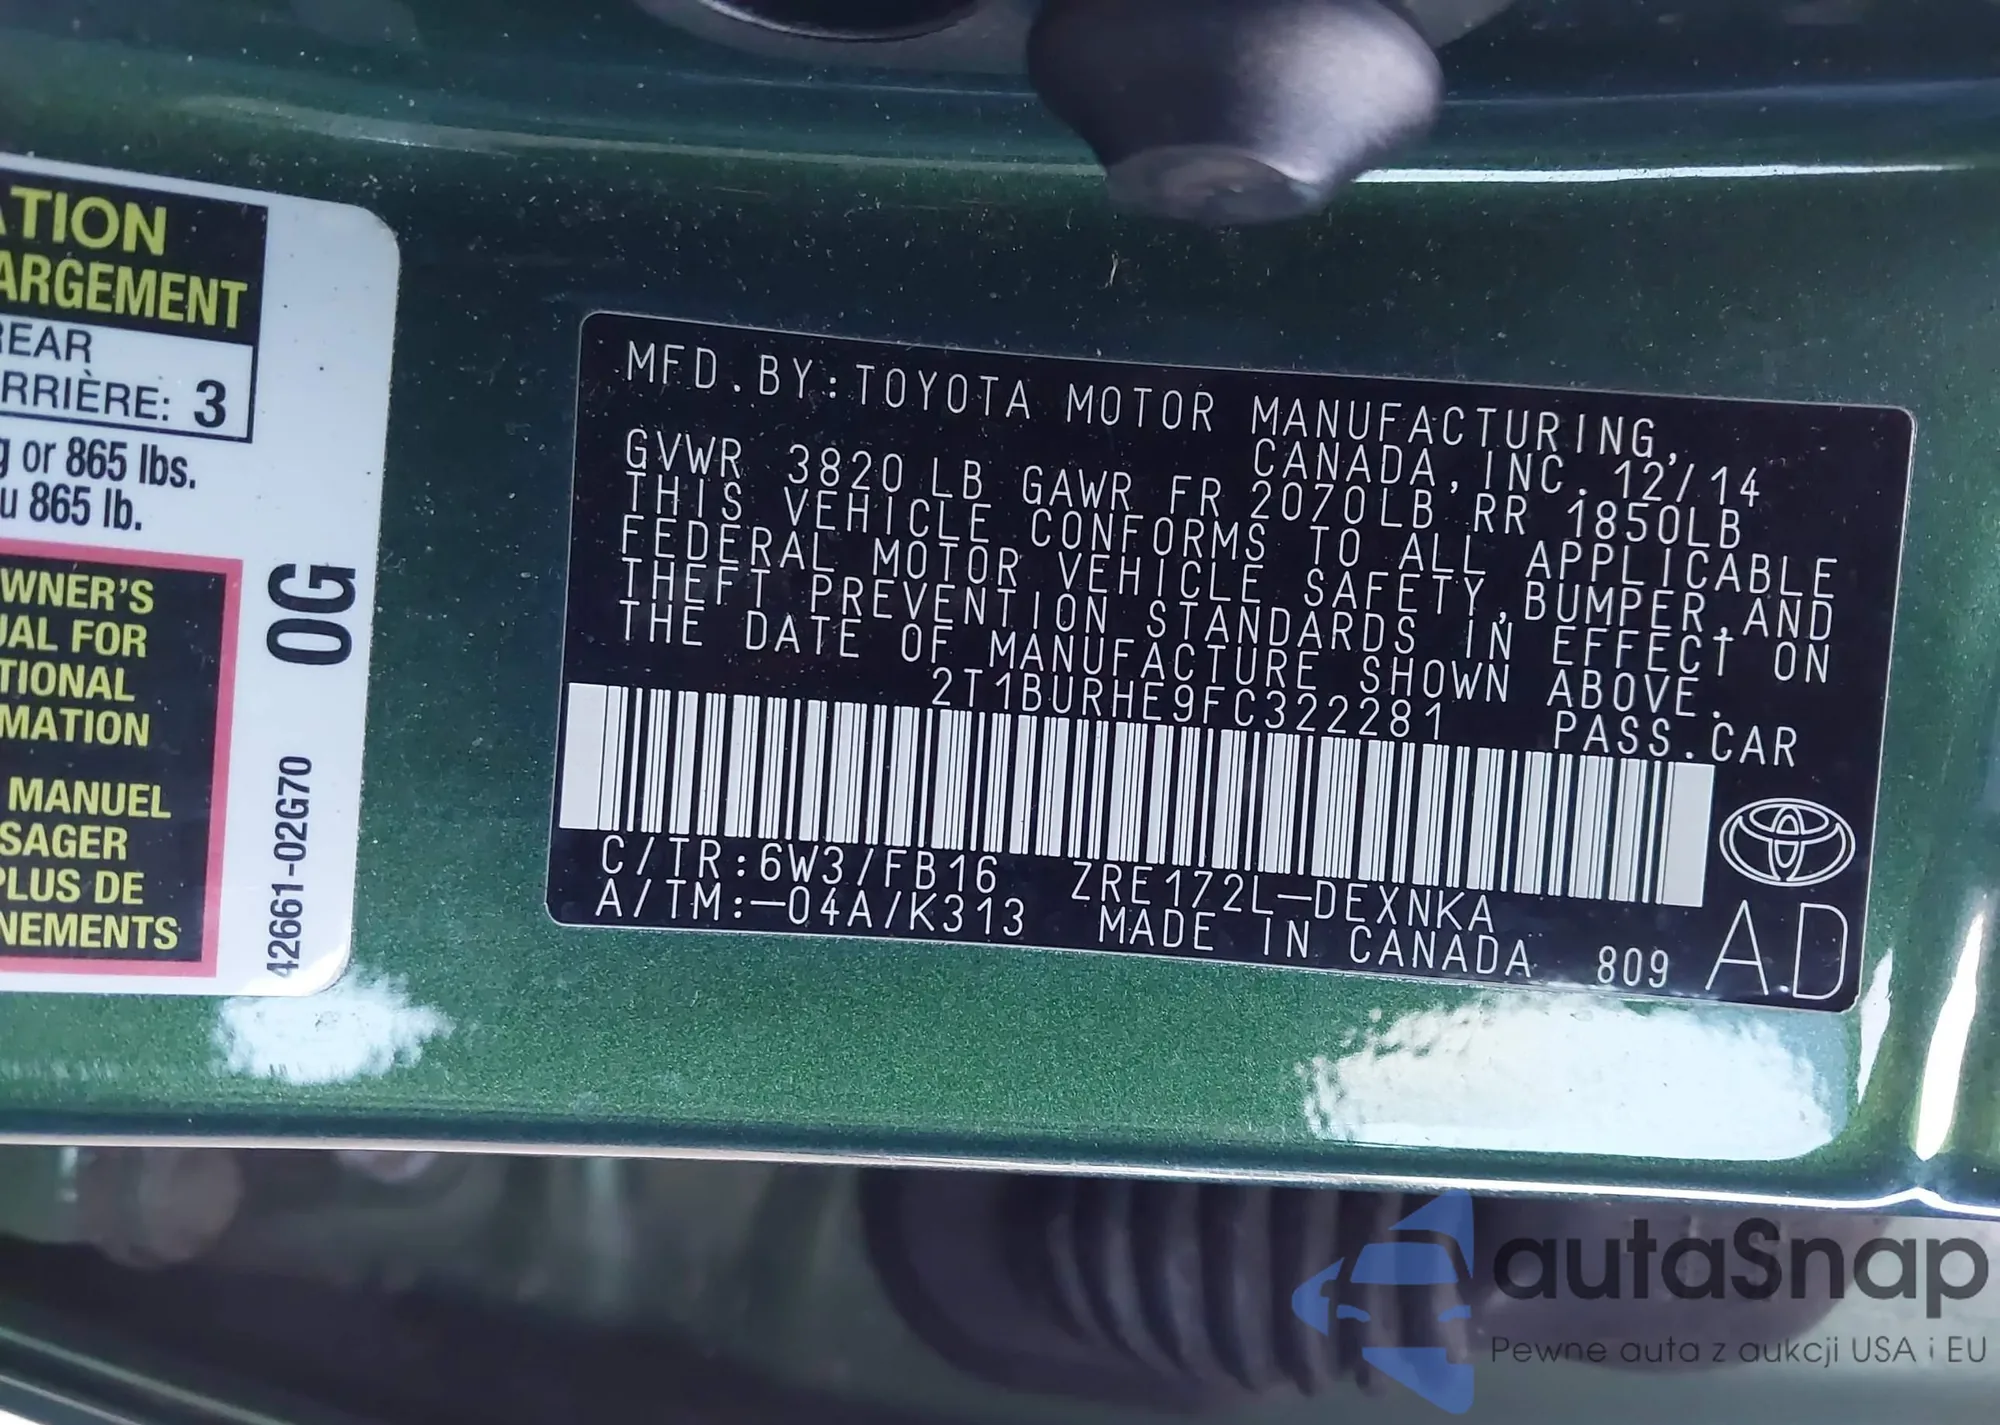 ATION
ARGEMENT
REAR
ARRIÈRE: 3
g or 865 lbs.
u 865 lb.
OWNER'S
UAL FOR
TIONAL
MATION
MANUEL
SAGER
PLUS DE
NEMENTS
0G
42661-02G70
MFD.BY:TOYOTA MOTOR MANUFACTURING,
CANADA,INC. 12/14
GVWR 3820 LB GAWR FR 2070LB RR 1850LB
THIS VEHICLE CONFORMS TO ALL APPLICABLE
FEDERAL MOTOR VEHICLE SAFETY,BUMPER,AND
THEFT PREVENTION STANDARDS IN EFFECT ON
THE DATE OF MANUFACTURE SHOWN ABOVE.
2T1BURHE9FC322281 PASS.CAR
C/TR:6W3/FB16 ZRE172L-DEXNKA
A/TM:-04A/K313 MADE IN CANADA 809
AD
autaSnap
Pewne auta z aukcji USA i EU